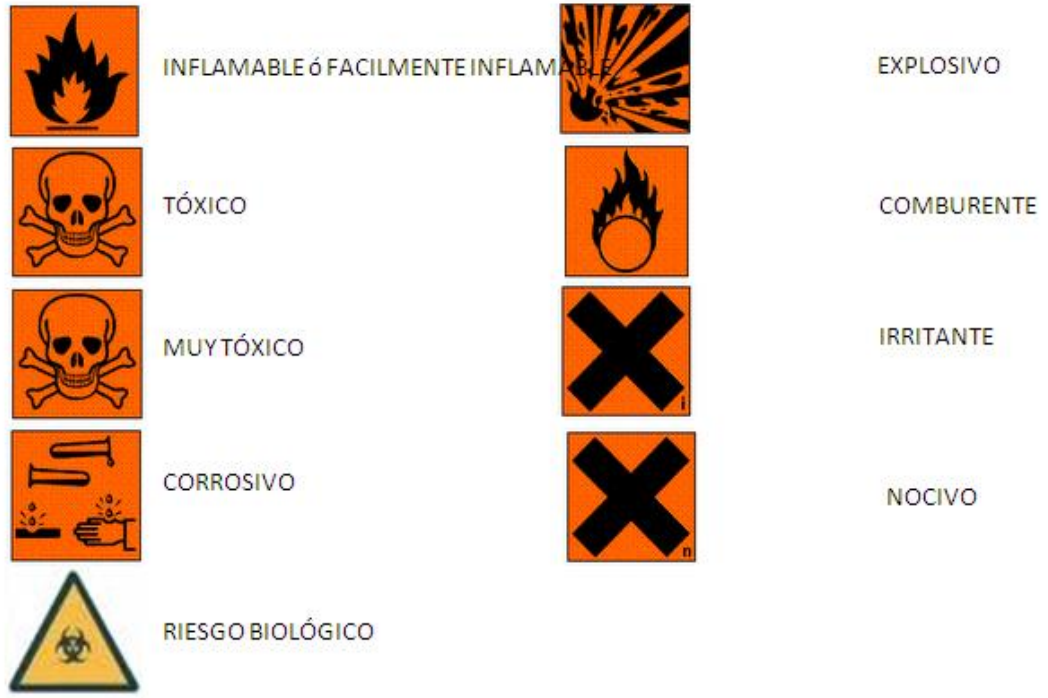 INFLAMABLE ó FACILMENTE INFLAMABLE
EXPLOSIVO
TÓXICO
COMBURENTE
MUY TÓXICO
IRRITANTE
i
CORROSIVO
NOCIVO
n
RIESGO BIOLÓGICO